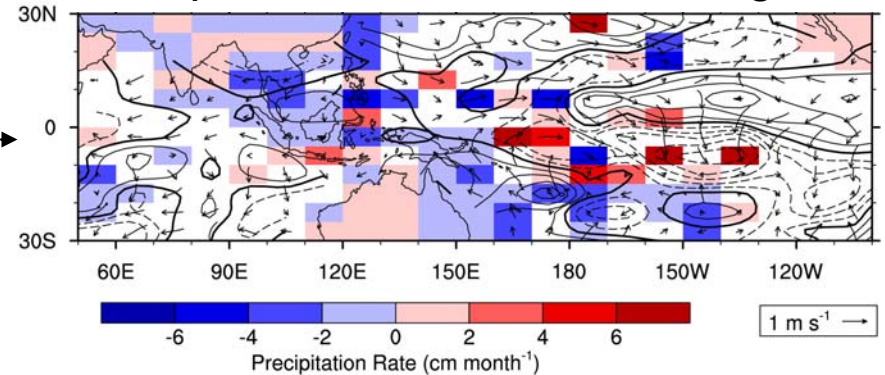 30N
0
30S
60E 90E 120E 150E 180 150W 120W
-6 -4 -2 0 2 4 6
1 m s⁻¹
Precipitation Rate (cm month⁻¹)